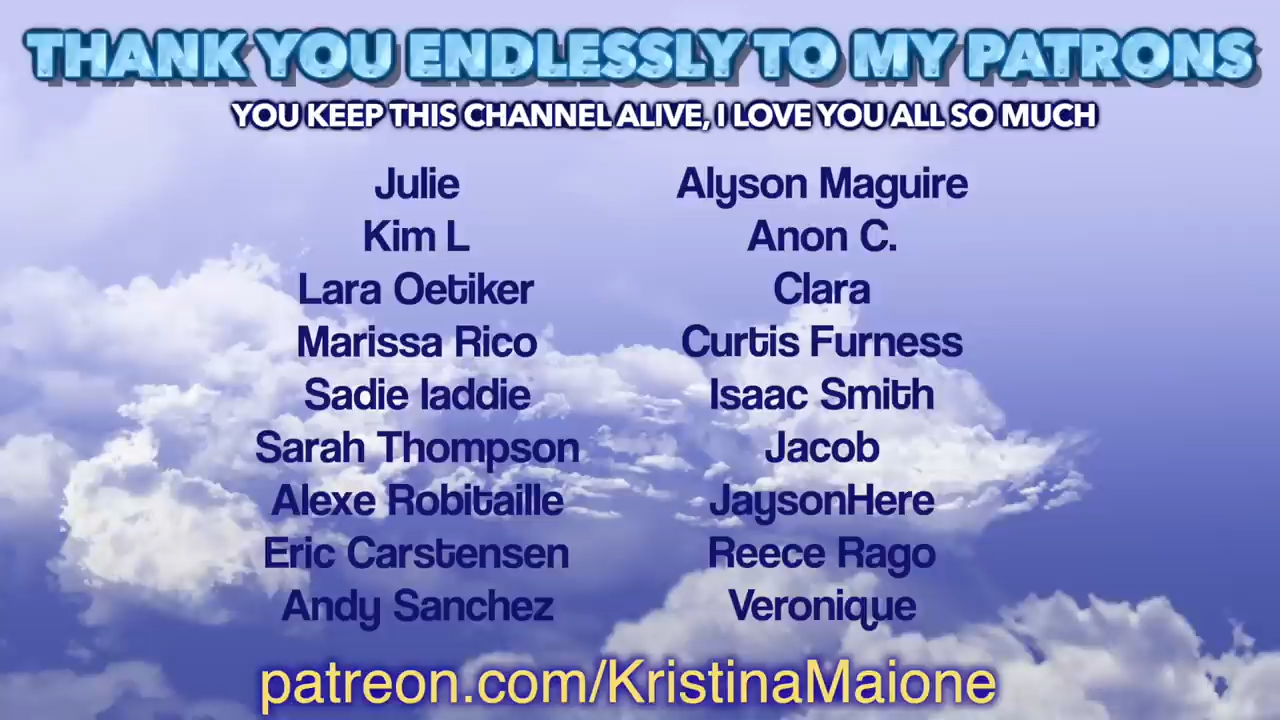 THANK YOU ENDLESSLY TO MY PATRONS
YOU KEEP THIS CHANNEL ALIVE, I LOVE YOU ALL SO MUCH
Julie
Kim L
Lara Oetiker
Marissa Rico
Sadie laddie
Sarah Thompson
Alexe Robitaille
Eric Carstensen
Andy Sanchez
Alyson Maguire
Anon C.
Clara
Curtis Furness
Isaac Smith
Jacob
JaysonHere
Reece Rago
Veronique
patreon.com/KristinaMaione